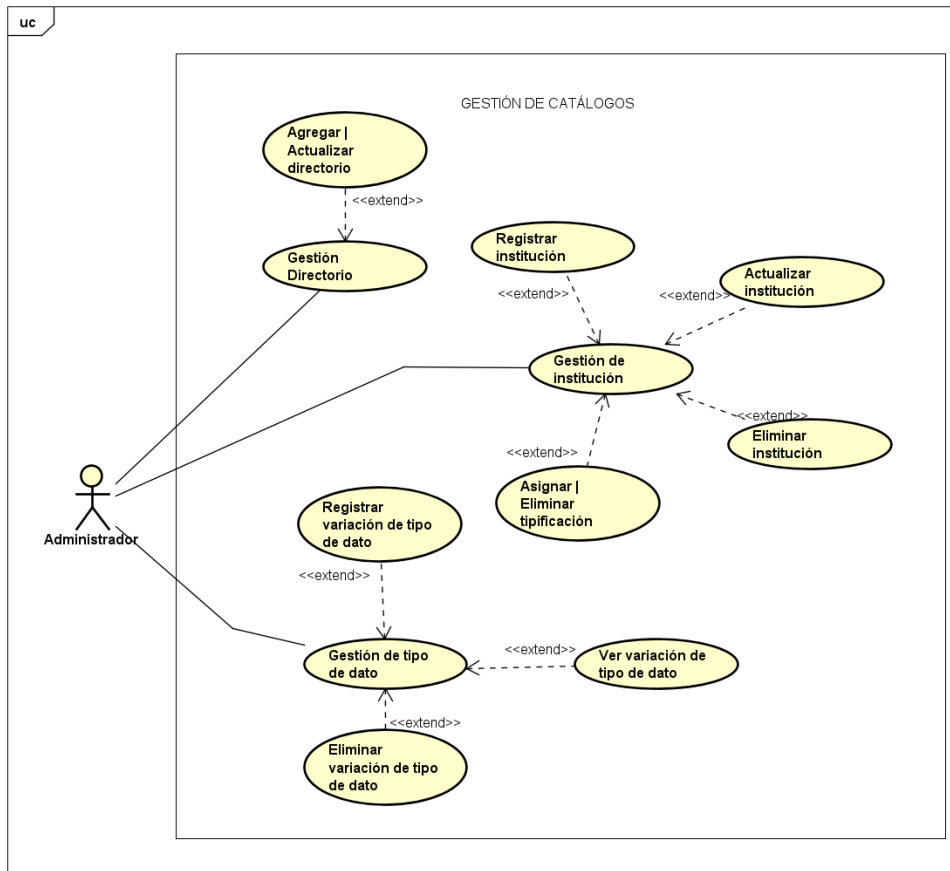 uc
GESTIÓN DE CATÁLOGOS
Agregar |
Actualizar
directorio
<<extend>>
Gestión
Directorio
Registrar
institución
<<extend>>
Actualizar
institución
<<extend>>
Gestión de
institución
<<extend>>
Eliminar
institución
<<extend>>
Asignar |
Eliminar
tipificación
Administrador
Registrar
variación de tipo
de dato
<<extend>>
Gestión de tipo
de dato
<<extend>>
Ver variación de
tipo de dato
<<extend>>
Eliminar
variación de tipo
de dato